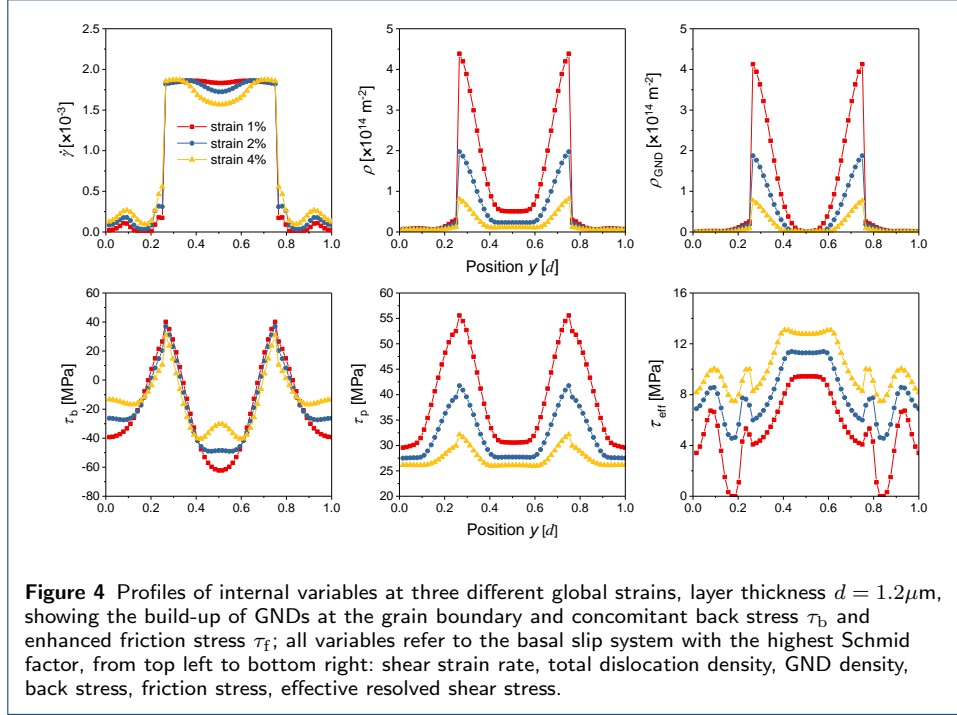 2.5
2.0
1.5
1.0
0.5
0.0
γ̇ [×10⁻³]
strain 1%
strain 2%
strain 4%
0.0 0.2 0.4 0.6 0.8 1.0
5
4
3
2
1
0
ρ [×10¹⁴ m⁻²]
0.0 0.2 0.4 0.6 0.8 1.0
Position y [d]
5
4
3
2
1
0
ρGND [×10¹⁴ m⁻²]
0.0 0.2 0.4 0.6 0.8 1.0
60
40
20
0
-20
-40
-60
-80
τb [MPa]
0.0 0.2 0.4 0.6 0.8 1.0
60
55
50
45
40
35
30
25
20
τp [MPa]
0.0 0.2 0.4 0.6 0.8 1.0
Position y [d]
16
12
8
4
0
τeff [MPa]
0.0 0.2 0.4 0.6 0.8 1.0
Figure 4 Profiles of internal variables at three different global strains, layer thickness d = 1.2μm,
showing the build-up of GNDs at the grain boundary and concomitant back stress τb and
enhanced friction stress τf; all variables refer to the basal slip system with the highest Schmid
factor, from top left to bottom right: shear strain rate, total dislocation density, GND density,
back stress, friction stress, effective resolved shear stress.